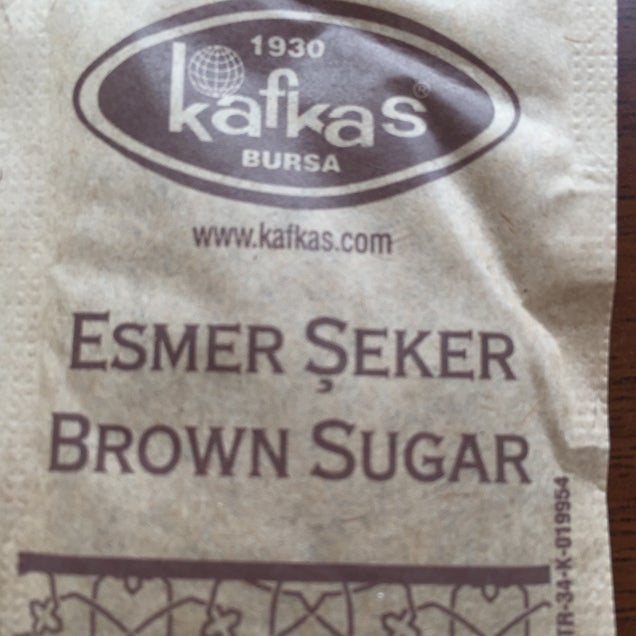 1930
kafkas®
BURSA
www.kafkas.com
ESMER ŞEKER
BROWN SUGAR
TR-34-K-019954